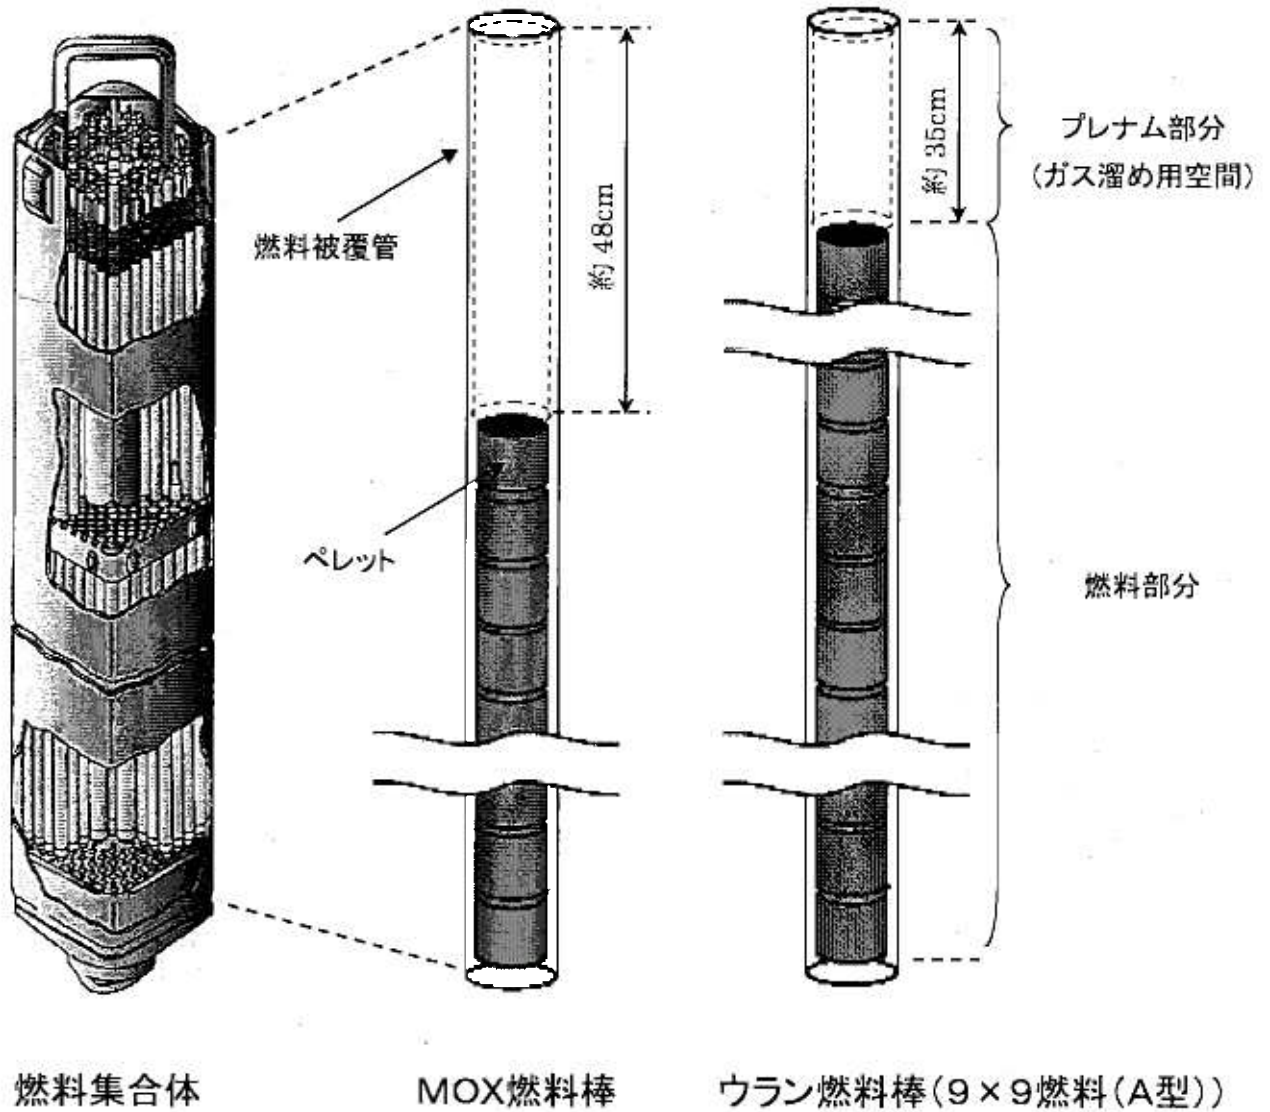 約 48cm
約 35cm
プレナム部分
(ガス溜め用空間)
燃料被覆管
ペレット
燃料部分
燃料集合体
MOX燃料棒
ウラン燃料棒(9×9燃料(A型))